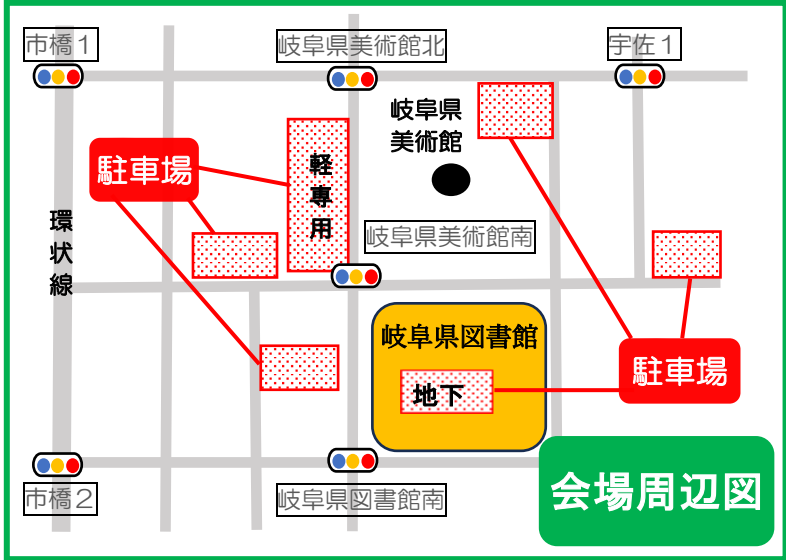 市橋１
岐阜県美術館北
宇佐１
岐阜県
美術館
駐車場
軽専用
環状線
岐阜県美術館南
岐阜県図書館
地下
駐車場
市橋２
岐阜県図書館南
会場周辺図